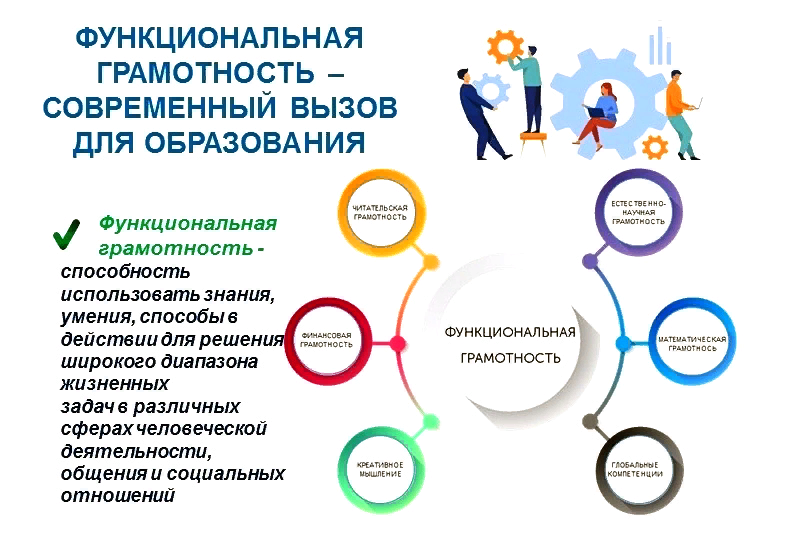 ФУНКЦИОНАЛЬНАЯ
ГРАМОТНОСТЬ –
СОВРЕМЕННЫЙ ВЫЗОВ
ДЛЯ ОБРАЗОВАНИЯ
Функциональная
грамотность -
способность
использовать знания,
умения, способы в
действии для решения
широкого диапазона
жизненных
задач в различных
сферах человеческой
деятельности,
общения и социальных
отношений
ЧИТАТЕЛЬСКАЯ
ГРАМОТНОСТЬ
ФИНАНСОВАЯ
ГРАМОТНОСТЬ
КРЕАТИВНОЕ
МЫШЛЕНИЕ
ФУНКЦИОНАЛЬНАЯ
ГРАМОТНОСТЬ
ЕСТЕСТВЕННО-
НАУЧНАЯ
ГРАМОТНОСТЬ
МАТЕМАТИЧЕСКАЯ
ГРАМОТНОСЬ
ГЛОБАЛЬНЫЕ
КОМПЕТЕНЦИИ